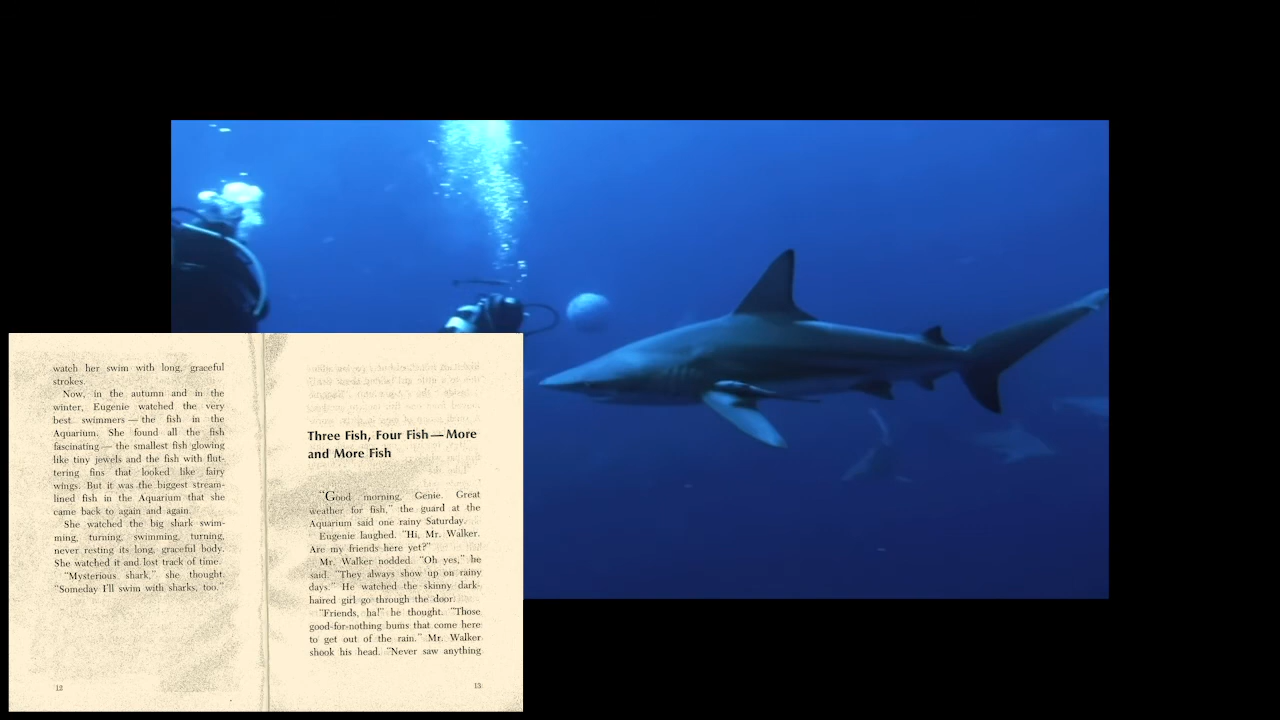 watch her swim with long, graceful
strokes.
Now, in the autumn and in the
winter, Eugenie watched the very
best swimmers — the fish in the
Aquarium. She found all the fish
fascinating — the smallest fish glowing
like tiny jewels and the fish with flut-
tering fins that looked like fairy
wings. But it was the biggest stream-
lined fish in the Aquarium that she
came back to again and again.
She watched the big shark swim-
ming, turning, swimming, turning,
never resting its long, graceful body.
She watched it and lost track of time.
"Mysterious shark," she thought.
"Someday I'll swim with sharks, too."
12
Three Fish, Four Fish — More
and More Fish
"Good morning, Genie. Great
weather for fish," the guard at the
Aquarium said one rainy Saturday.
Eugenie laughed. "Hi, Mr. Walker.
Are my friends here yet?"
Mr. Walker nodded. "Oh yes," he
said. "They always show up on rainy
days." He watched the skinny dark-
haired girl go through the door.
"Friends, ha!" he thought. "Those
good-for-nothing bums that come here
to get out of the rain." Mr. Walker
shook his head. "Never saw anything
13